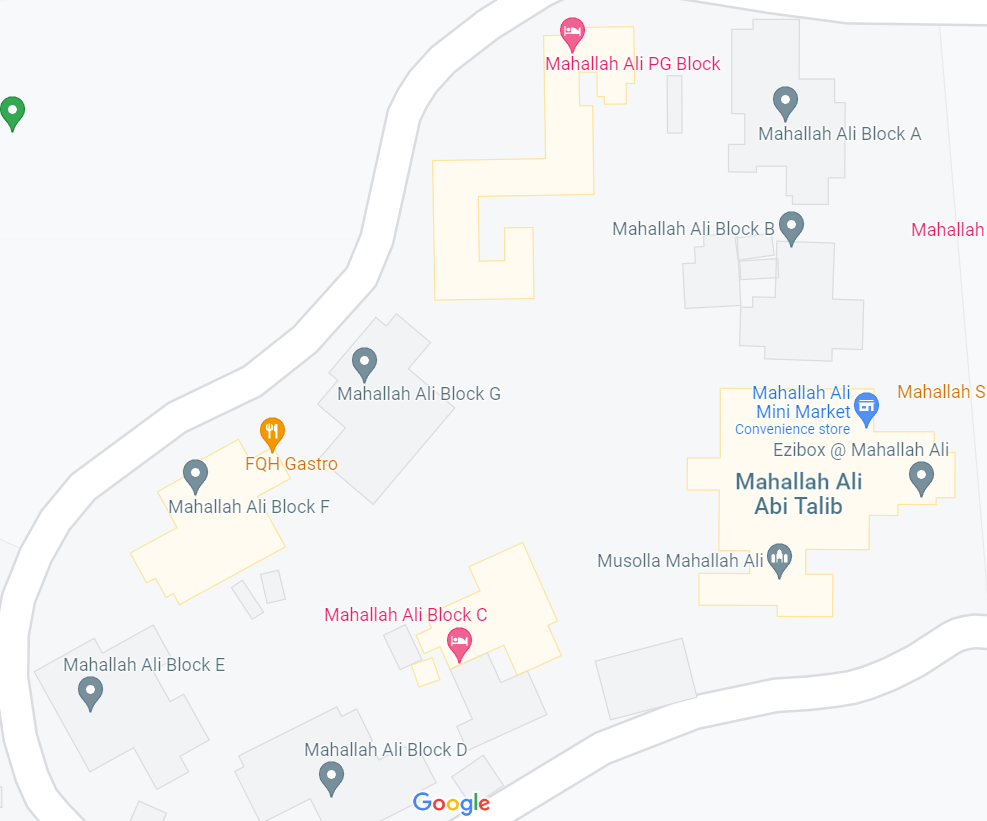 Mahallah Ali PG Block
Mahallah Ali Block A
Mahallah Ali Block B
Mahallah
Mahallah Ali Block G
Mahallah Ali
Mini Market
Convenience store
Mahallah S
FQH Gastro
Ezibox @ Mahallah Ali
Mahallah Ali
Abi Talib
Mahallah Ali Block F
Musolla Mahallah Ali
Mahallah Ali Block C
Mahallah Ali Block E
Mahallah Ali Block D
Google